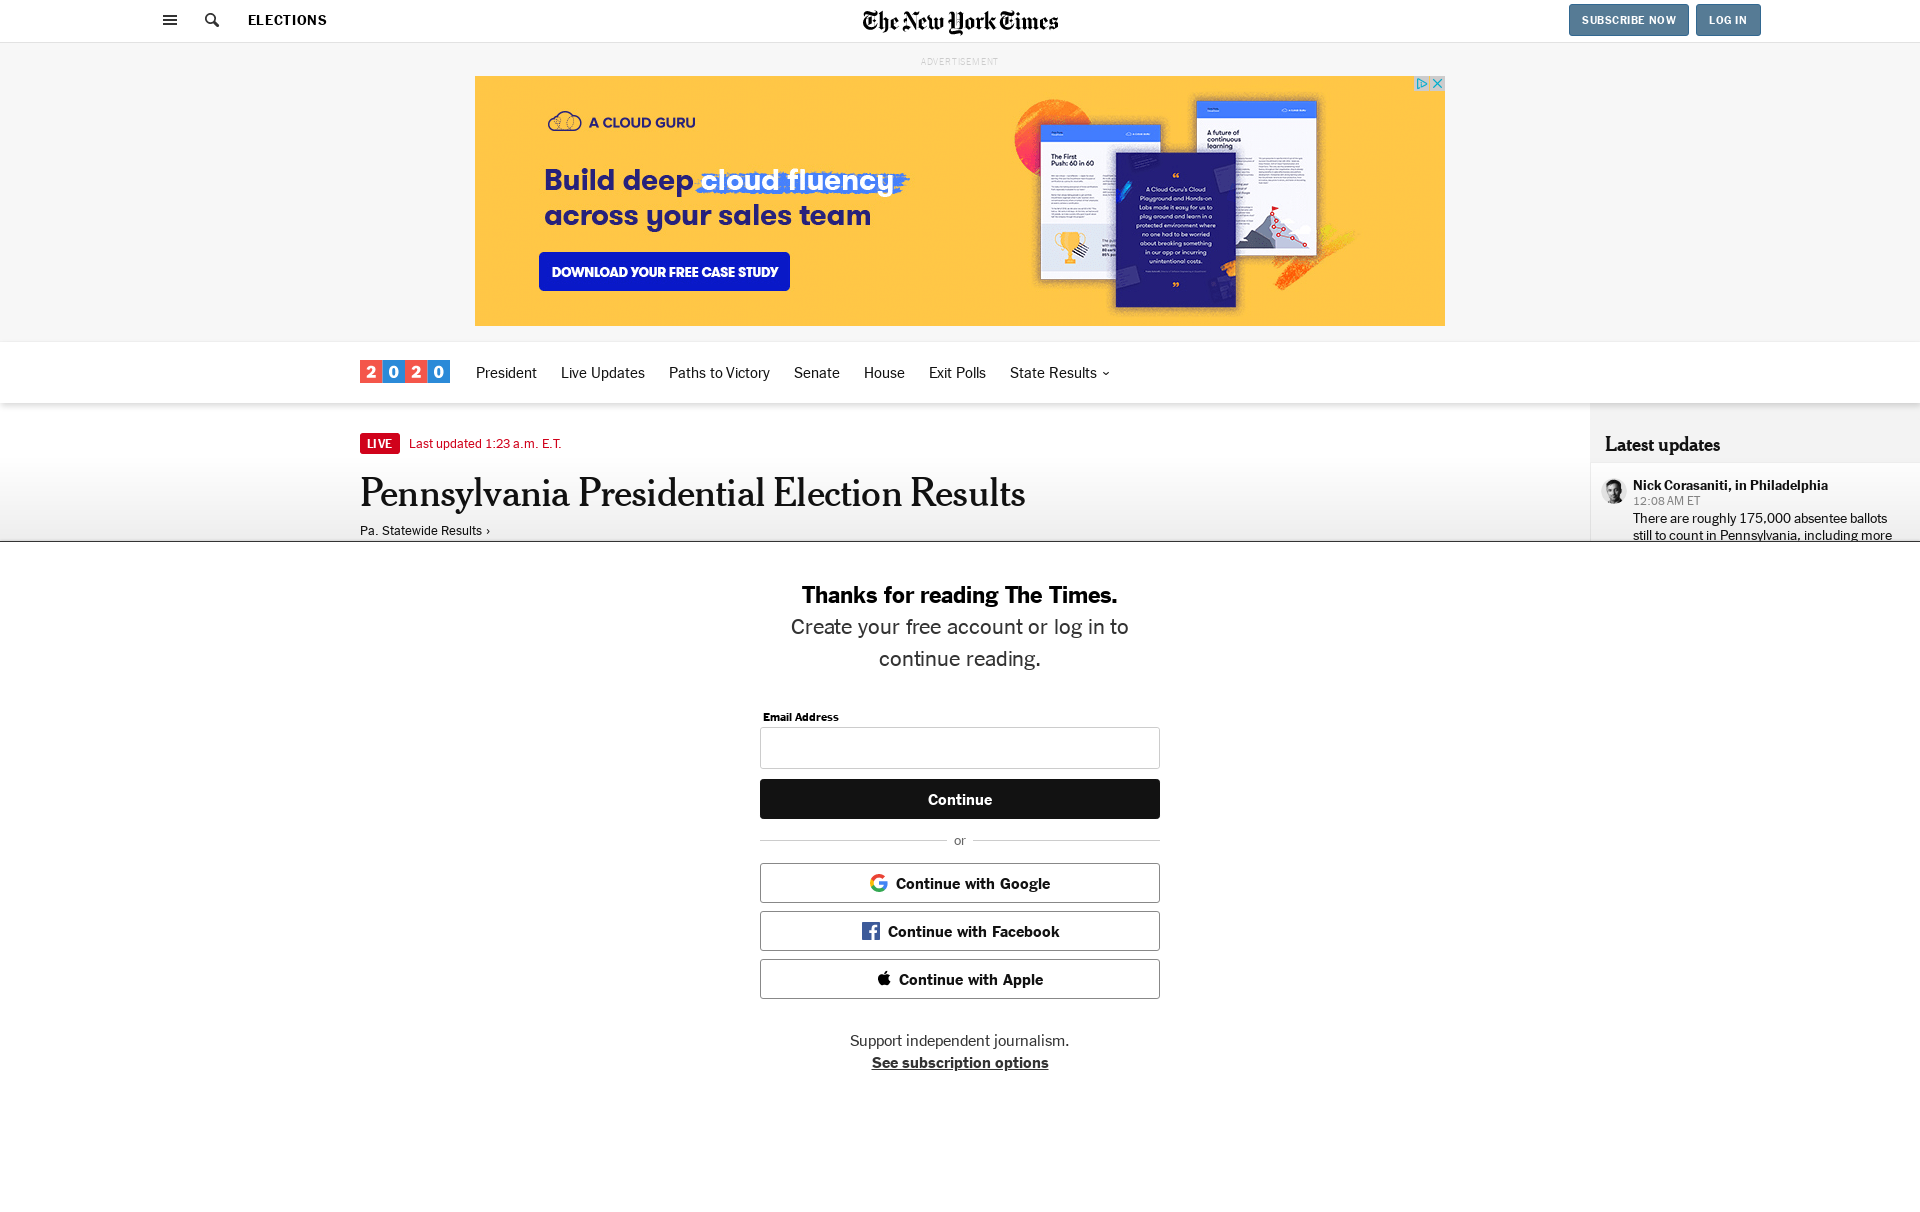 ELECTIONS
The New York Times
SUBSCRIBE NOW
LOG IN
ADVERTISEMENT
A CLOUD GURU
Build deep cloud fluency
across your sales team
DOWNLOAD YOUR FREE CASE STUDY
The First
Push: 60 in 60
A future of
continuous
learning
“
A Cloud Guru's Cloud
Playground and Hands-on
Labs made it easy for us to
play around and learn in a
protected environment where
no one had to be worried
about breaking something
in our app or incurring
unintentional costs.
”
2020
President
Live Updates
Paths to Victory
Senate
House
Exit Polls
State Results
LIVE
Last updated 1:23 a.m. E.T.
Pennsylvania Presidential Election Results
Pa. Statewide Results ›
Latest updates
Nick Corasaniti, in Philadelphia
12:08 AM ET
There are roughly 175,000 absentee ballots
still to count in Pennsylvania, including more
Thanks for reading The Times.
Create your free account or log in to
continue reading.
Email Address
Continue
or
Continue with Google
Continue with Facebook
Continue with Apple
Support independent journalism.
See subscription options